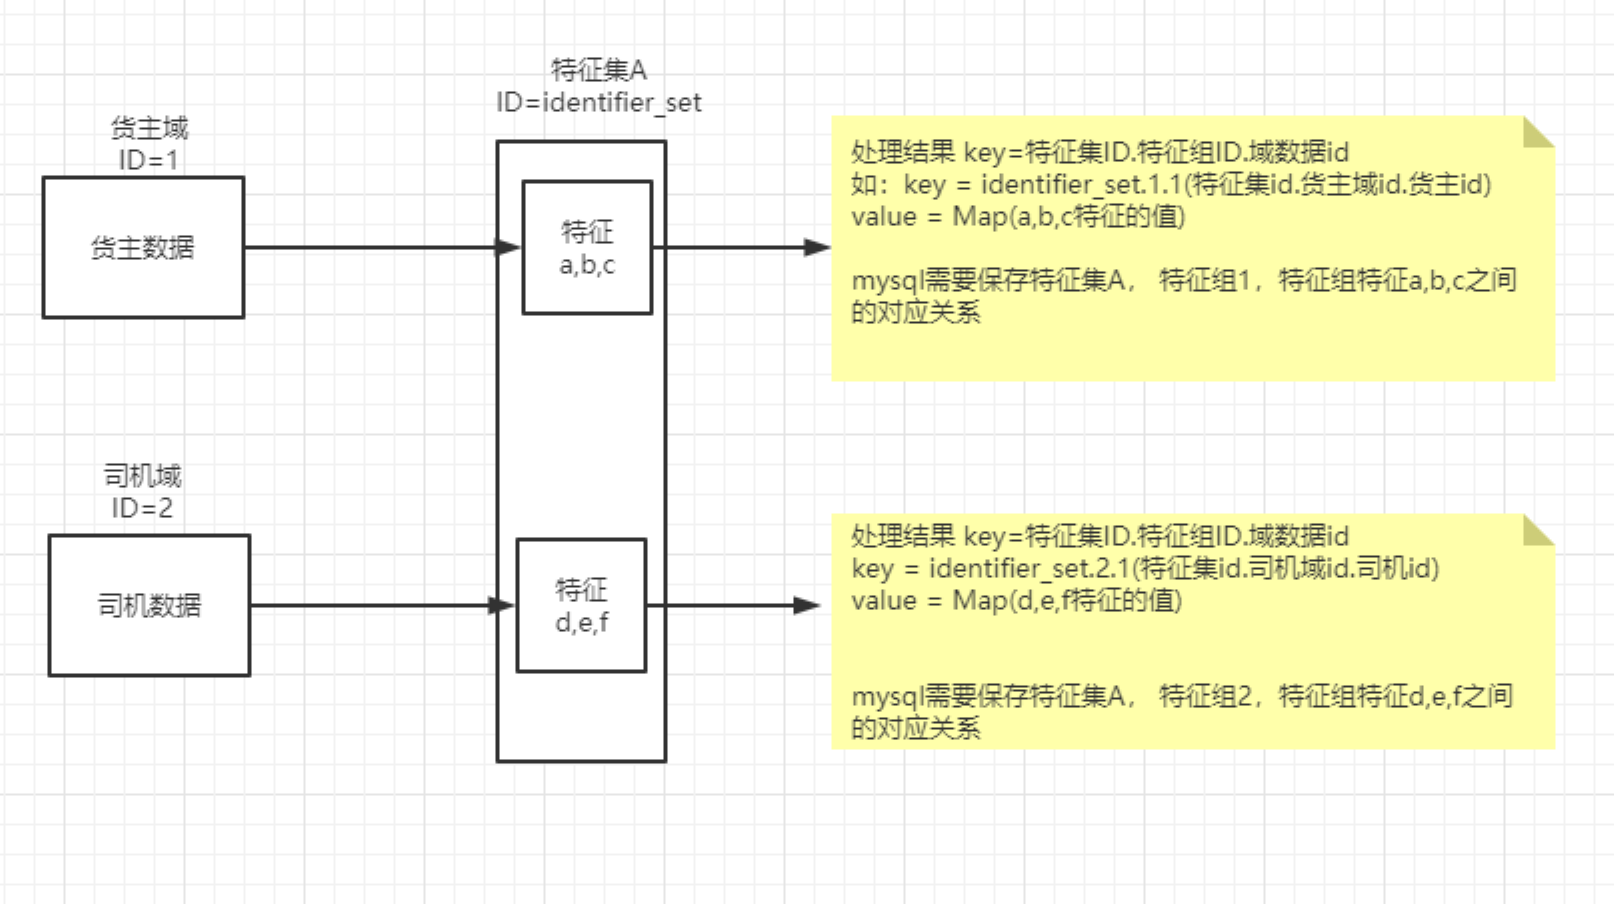 特征集A
ID=identifier_set
货主域
ID=1
货主数据
特征
a,b,c
处理结果 key=特征集ID.特征组ID.域数据id
如：key = identifier_set.1.1(特征集id.货主域id.货主id)
value = Map(a,b,c特征的值)
mysql需要保存特征集A， 特征组1，特征组特征a,b,c之间
的对应关系
司机域
ID=2
司机数据
特征
d,e,f
处理结果 key=特征集ID.特征组ID.域数据id
key = identifier_set.2.1(特征集id.司机域id.司机id)
value = Map(d,e,f特征的值)
mysql需要保存特征集A， 特征组2，特征组特征d,e,f之间
的对应关系